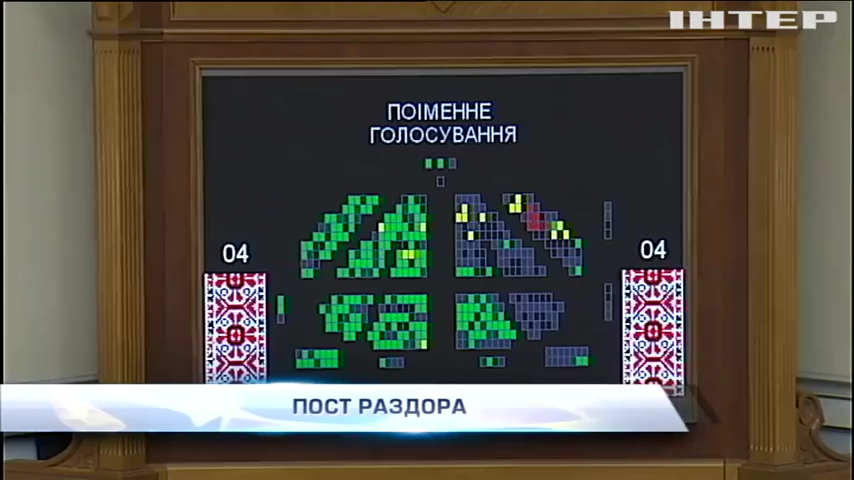 ІНТЕР
ПОІМЕННЕ
ГОЛОСУВАННЯ
04
04
ПОСТ РАЗДОРА